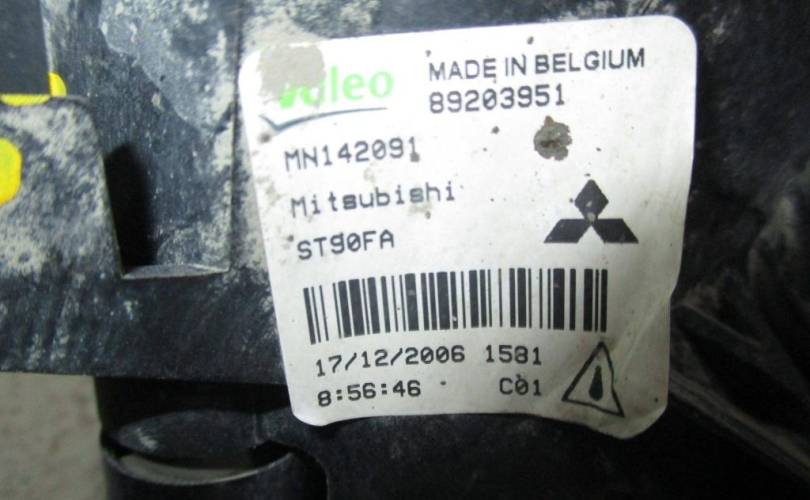 Valeo
MADE IN BELGIUM
89203951
MN142091
Mitsubishi
ST90FA
17/12/2006 1581
8:56:46 C01